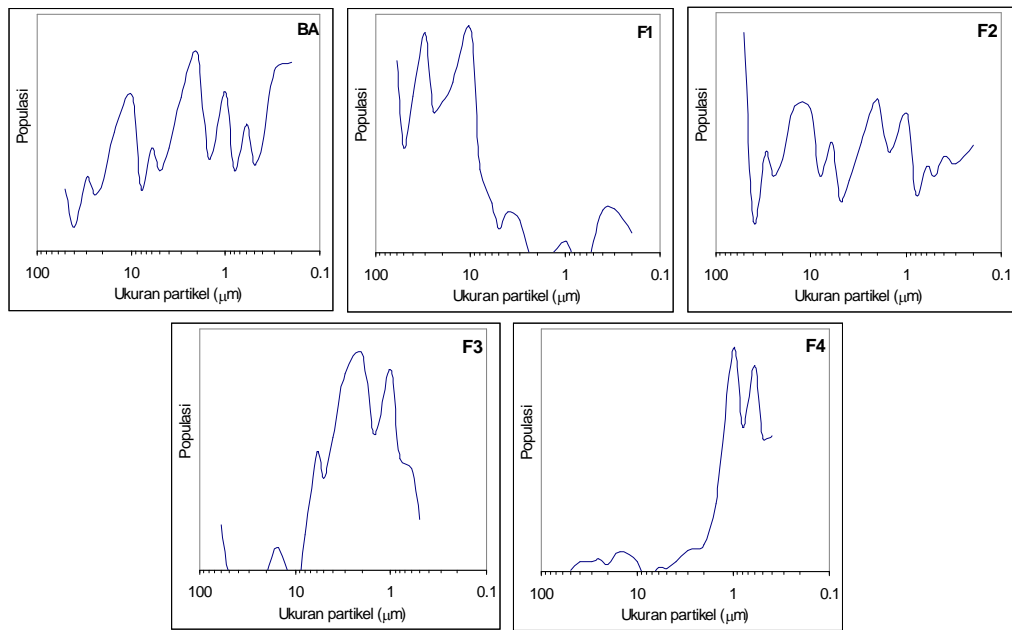 BA
Populasi
100 10 1 0.1
Ukuran partikel (μm)
F1
Populasi
100 10 1 0.1
Ukuran partikel (μm)
F2
Populasi
100 10 1 0.1
Ukuran partikel (μm)
F3
Populasi
100 10 1 0.1
Ukuran partikel (μm)
F4
Populasi
100 10 1 0.1
Ukuran partikel (μm)